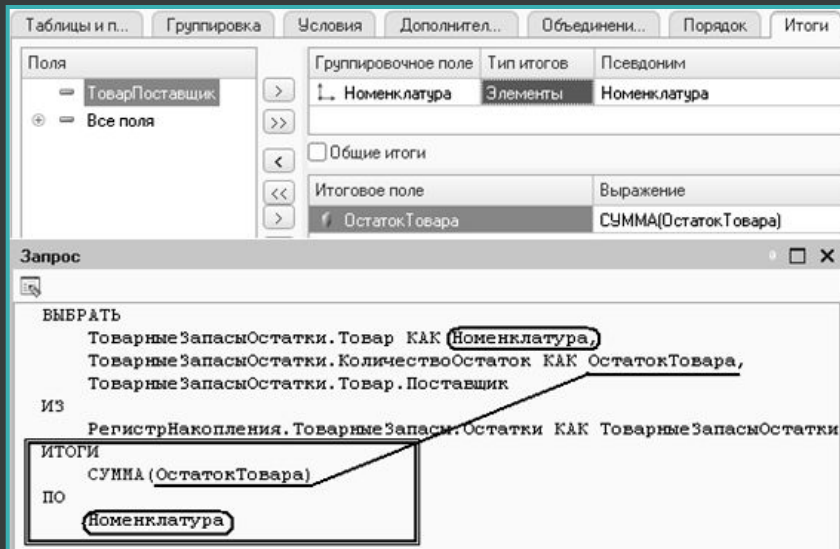 Таблицы и п... Группировка Условия Дополнител... Объединени... Порядок Итоги
Поля
ТоварПоставщик
Все поля
Группировочное поле Тип итогов Псевдоним
Номенклатура Элементы Номенклатура
Общие итоги
Итоговое поле Выражение
ОстатокТовара СУММА(ОстатокТовара)
Запрос
ВЫБРАТЬ
ТоварныеЗапасыОстатки.Товар КАК Номенклатура,
ТоварныеЗапасыОстатки.КоличествоОстаток КАК ОстатокТовара,
ТоварныеЗапасыОстатки.Товар.Поставщик
ИЗ
РегистрНакопления.ТоварныеЗапасы.Остатки КАК ТоварныеЗапасыОстатки
ИТОГИ
СУММА(ОстатокТовара)
ПО
Номенклатура